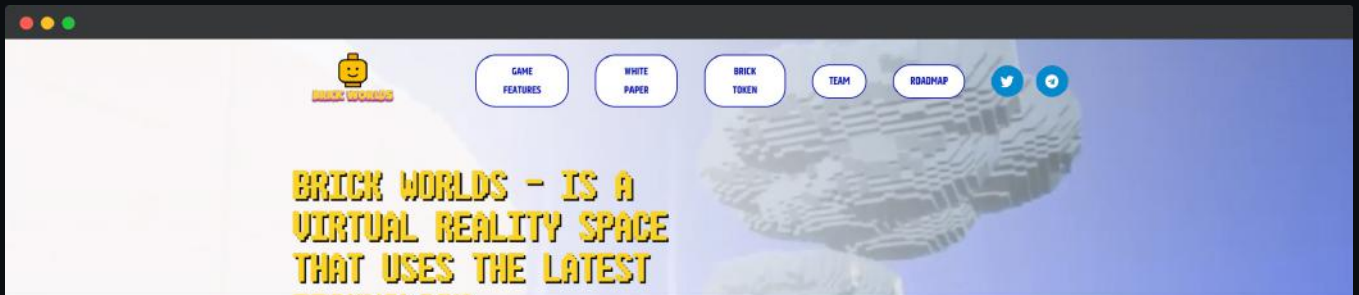 BRICK WORLDS
GAME
FEATURES
WHITE
PAPER
BRICK
TOKEN
TEAM
ROADMAP
BRICK WORLDS - IS A
VIRTUAL REALITY SPACE
THAT USES THE LATEST